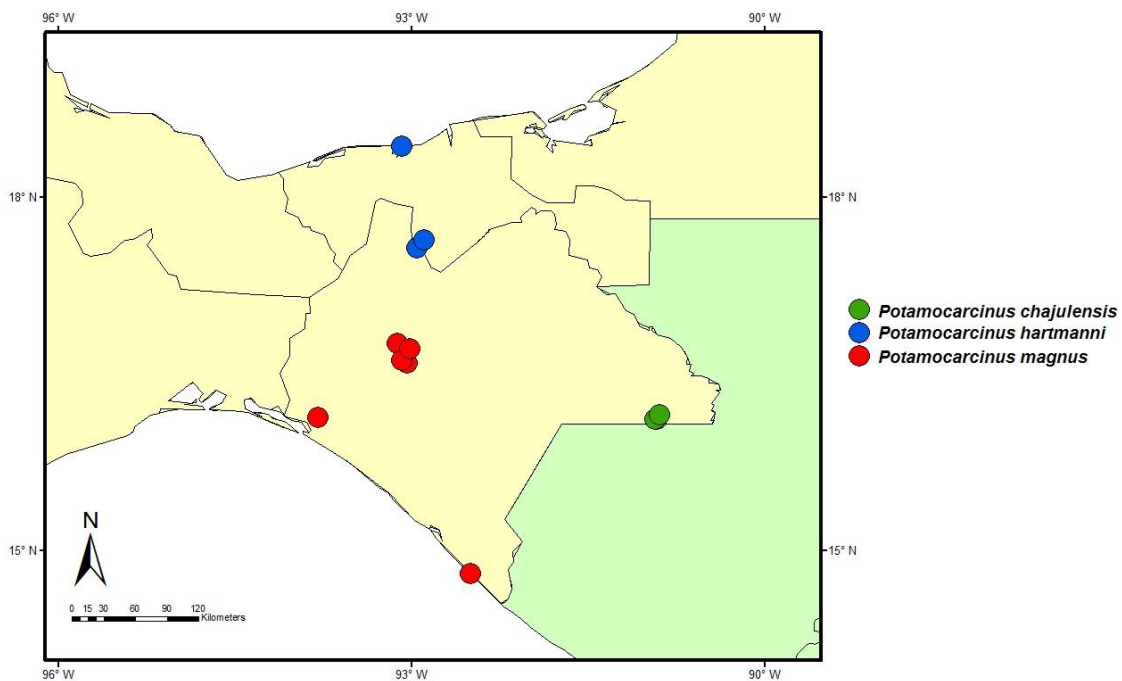 96° W 93° W 90° W
18° N 18° N
Potamocarcinus chajulensis
Potamocarcinus hartmanni
Potamocarcinus magnus
N
15° N 15° N
0 15 30 60 90 120
Kilometers
96° W 93° W 90° W